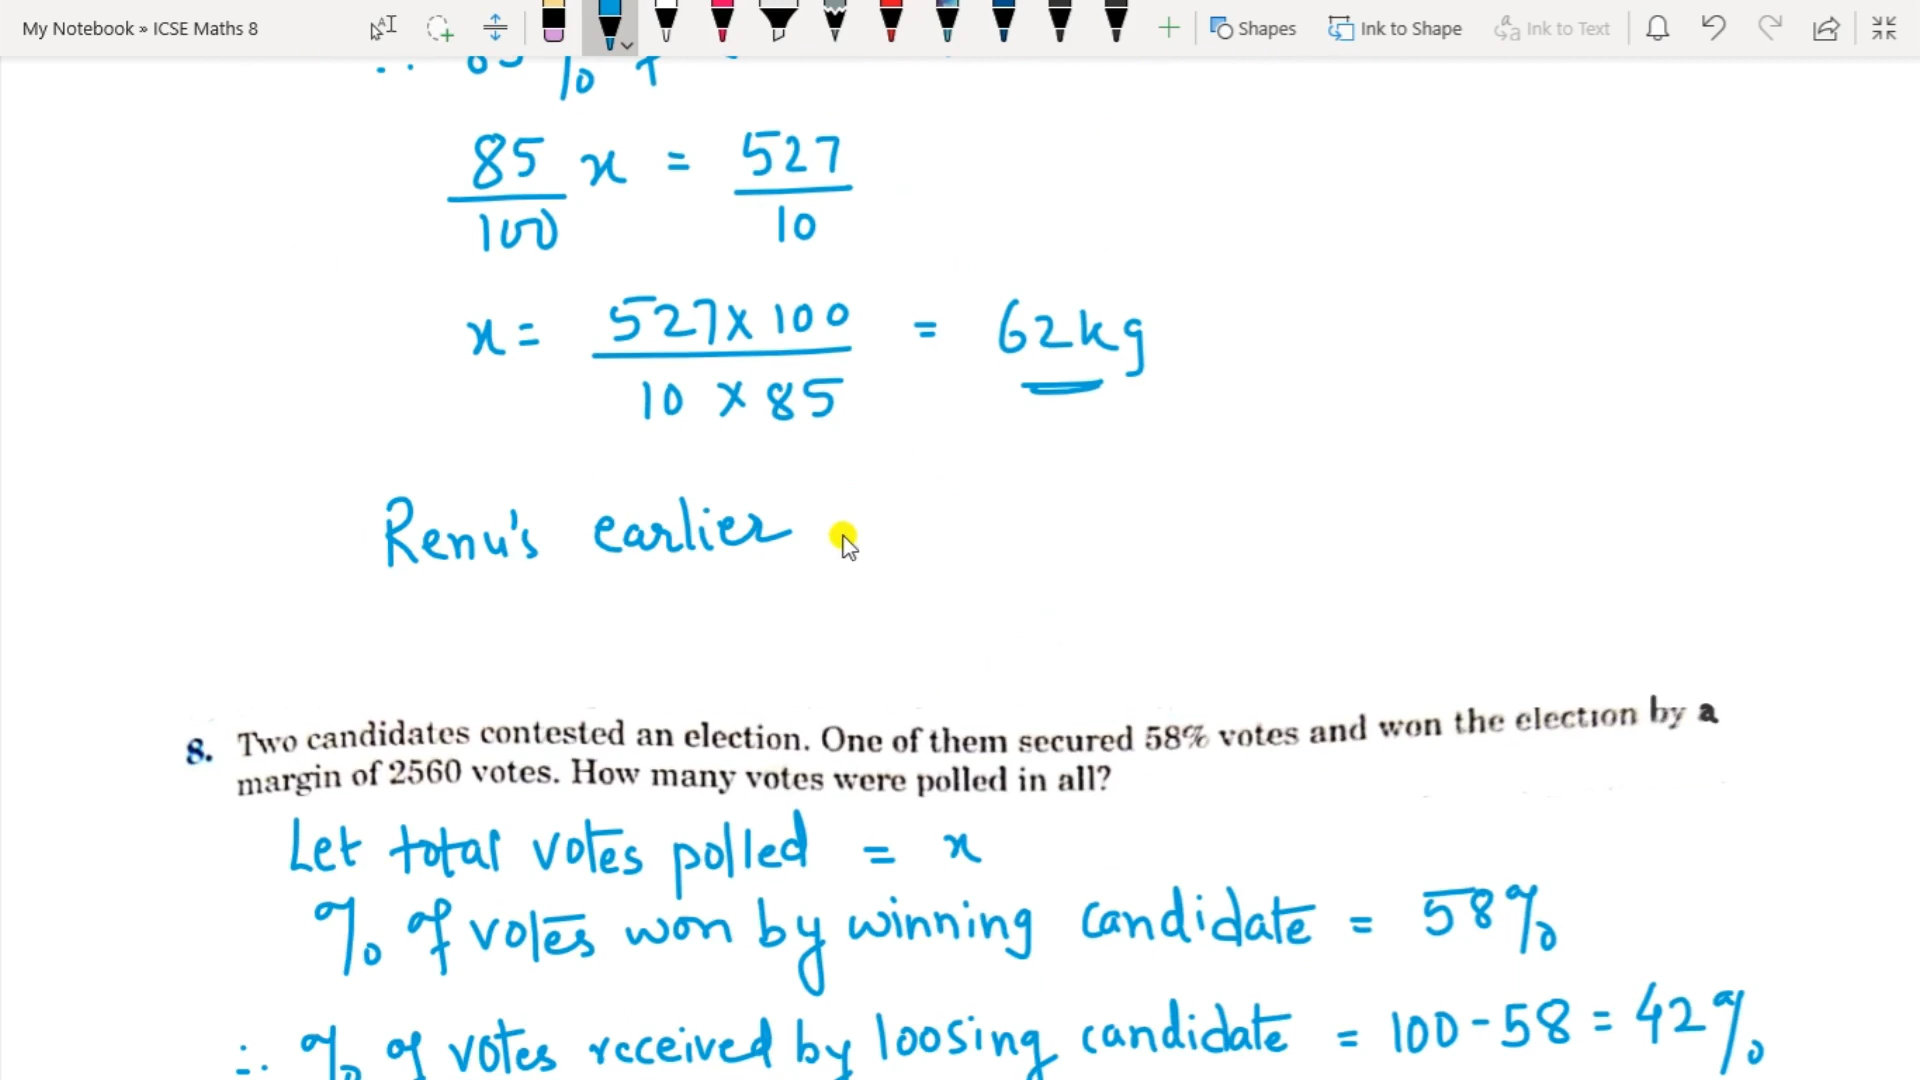 My Notebook » ICSE Maths 8 Shapes Ink to Shape Ink to Text
85/100 x = 527/10
x = 527 x 100 / 10 x 85 = 62kg
Renu's earlier
8. Two candidates contested an election. One of them secured 58% votes and won the election by a
margin of 2560 votes. How many votes were polled in all?
Let total votes polled = x
% of votes won by winning candidate = 58%
∴ % of votes received by loosing candidate = 100 - 58 = 42%